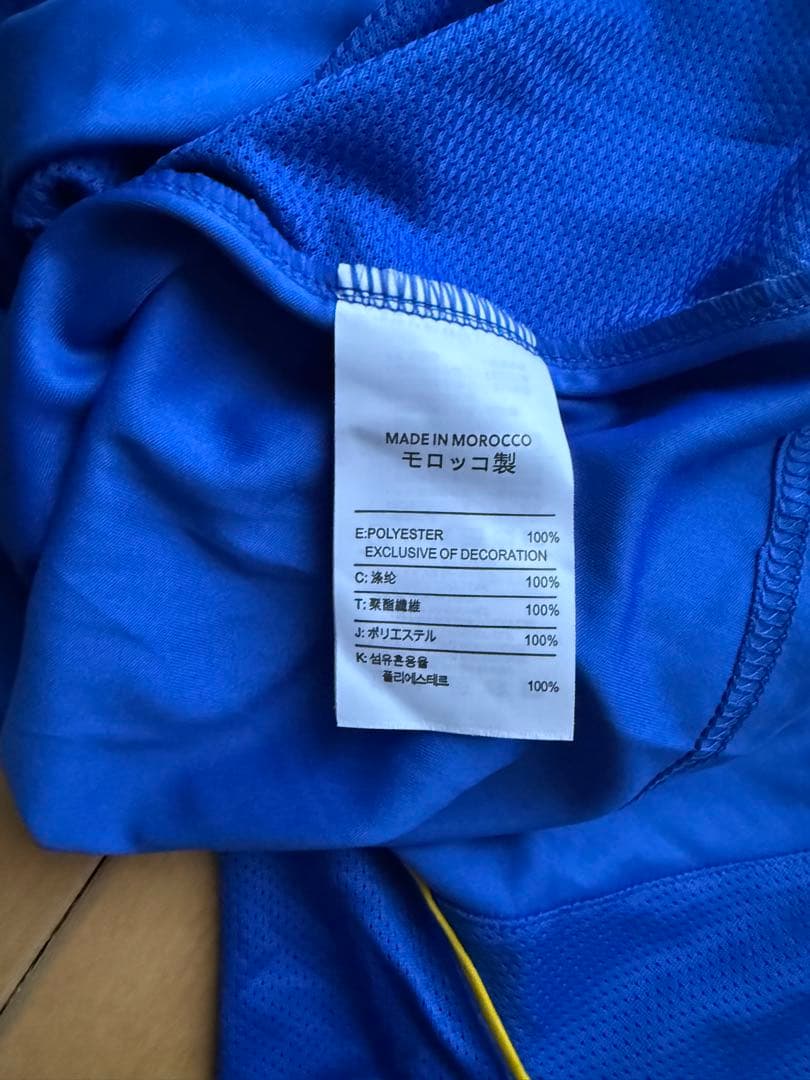 MADE IN MOROCCO
モロッコ製
E:POLYESTER 100%
EXCLUSIVE OF DECORATION
C: 涤纶 100%
T: 聚酯纖維 100%
J: ポリエステル 100%
K: 섬유혼용율
폴리에스테르 100%